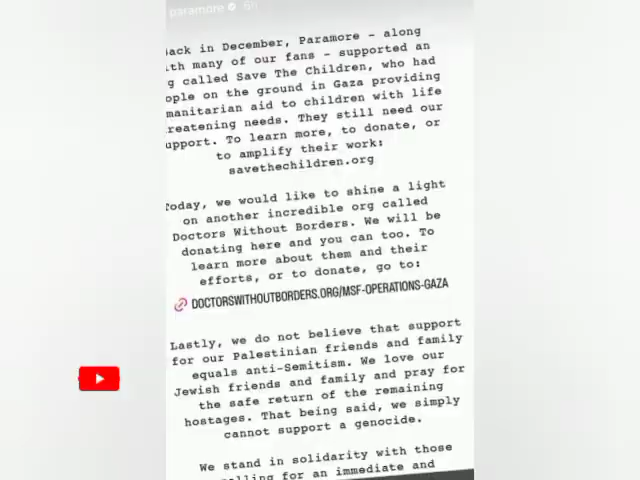 paramore
in December, Paramore – along
many of our fans – supported an
called Save The Children, who had
on the ground in Gaza providing
aid to children with life
needs. They still need our
To learn more, to donate, or
to amplify their work:
savethechildren.org
Today, we would like to shine a light
on another incredible org called
Doctors Without Borders. We will be
donating here and you can too. To
learn more about them and their
efforts, or to donate, go to:
DOCTORSWITHOUTBORDERS.ORG/MSF-OPERATIONS-GAZA
Lastly, we do not believe that support
for our Palestinian friends and family
equals anti-Semitism. We love our
Jewish friends and family and pray for
the safe return of the remaining
hostages. That being said, we simply
cannot support a genocide.
We stand in solidarity with those
for an immediate and